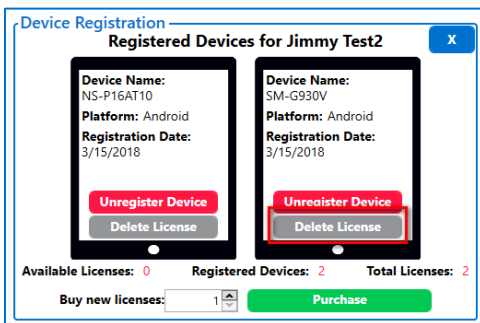 Device Registration
Registered Devices for Jimmy Test2
X
Device Name:
NS-P16AT10
Platform: Android
Registration Date:
3/15/2018
Unregister Device
Delete License
Device Name:
SM-G930V
Platform: Android
Registration Date:
3/15/2018
Unregister Device
Delete License
Available Licenses: 0 Registered Devices: 2 Total Licenses: 2
Buy new licenses: 1 Purchase